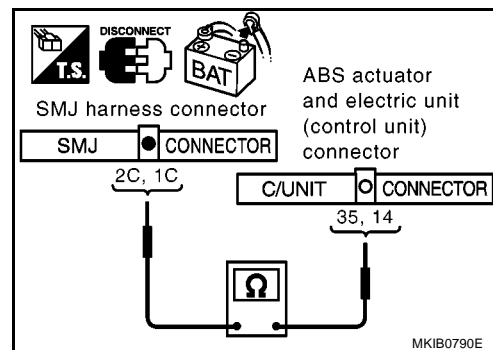 DISCONNECT
T.S.
BAT
SMJ harness connector
SMJ CONNECTOR
2C, 1C
ABS actuator
and electric unit
(control unit)
connector
C/UNIT CONNECTOR
35, 14
Ω
MKIB0790E